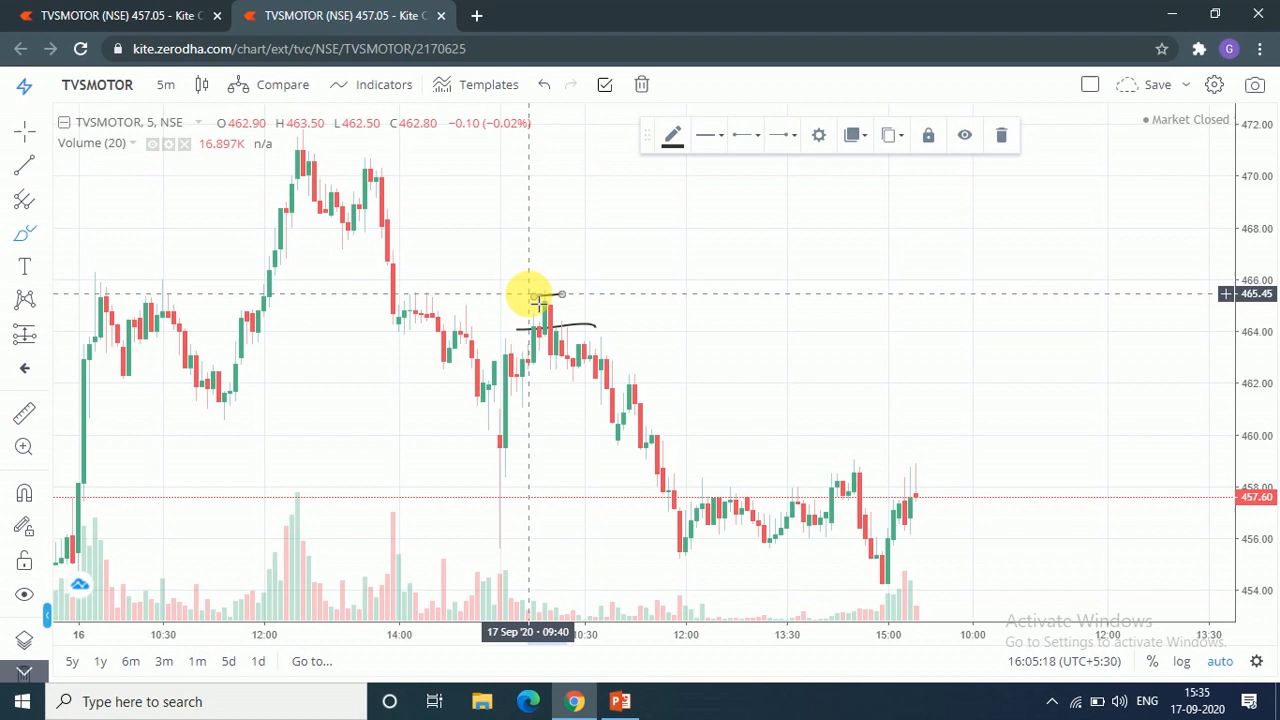 TVSMOTOR (NSE) 457.05 - Kite C
TVSMOTOR (NSE) 457.05 - Kite C
kite.zerodha.com/chart/ext/tvc/NSE/TVSMOTOR/2170625
G
TVSMOTOR 5m Compare Indicators Templates Save
TVSMOTOR, 5, NSE O 462.90 H 463.50 L 462.50 C 462.80 -0.10 (-0.02%)
Market Closed
Volume (20) 16.897K n/a
472.00
470.00
468.00
466.00
465.45
464.00
462.00
460.00
458.00
457.60
456.00
454.00
16 10:30 12:00 14:00 17 Sep '20 - 09:40 10:30 12:00 13:30 15:00 10:00 12:00 13:30
Activate Windows
Go to Settings to activate Windows.
5y 1y 6m 3m 1m 5d 1d Go to... 16:05:18 (UTC+5:30) % log auto
Type here to search
ENG
15:35
17-09-2020